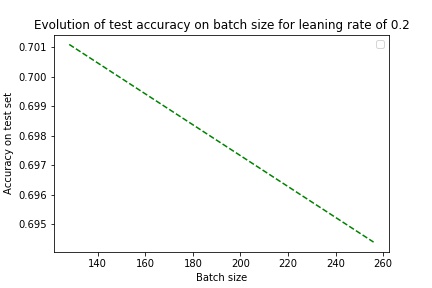 Evolution of test accuracy on batch size for leaning rate of 0.2
0.701
0.700
0.699
0.698
0.697
0.696
0.695
Accuracy on test set
140 160 180 200 220 240 260
Batch size